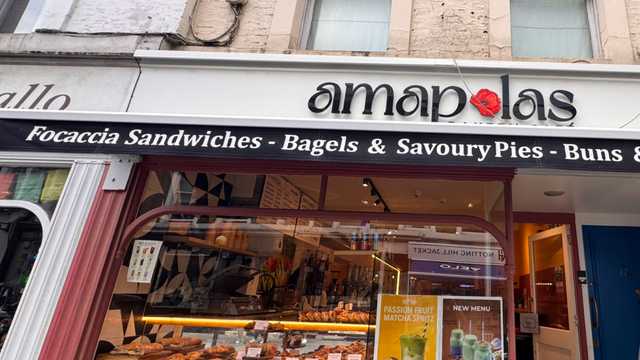 allo
amapolas
Focaccia Sandwiches - Bagels & Savoury Pies - Buns &
NOTTING HILL JACKET
PASSION FRUIT
MATCHA SPRITZ
NEW MENU